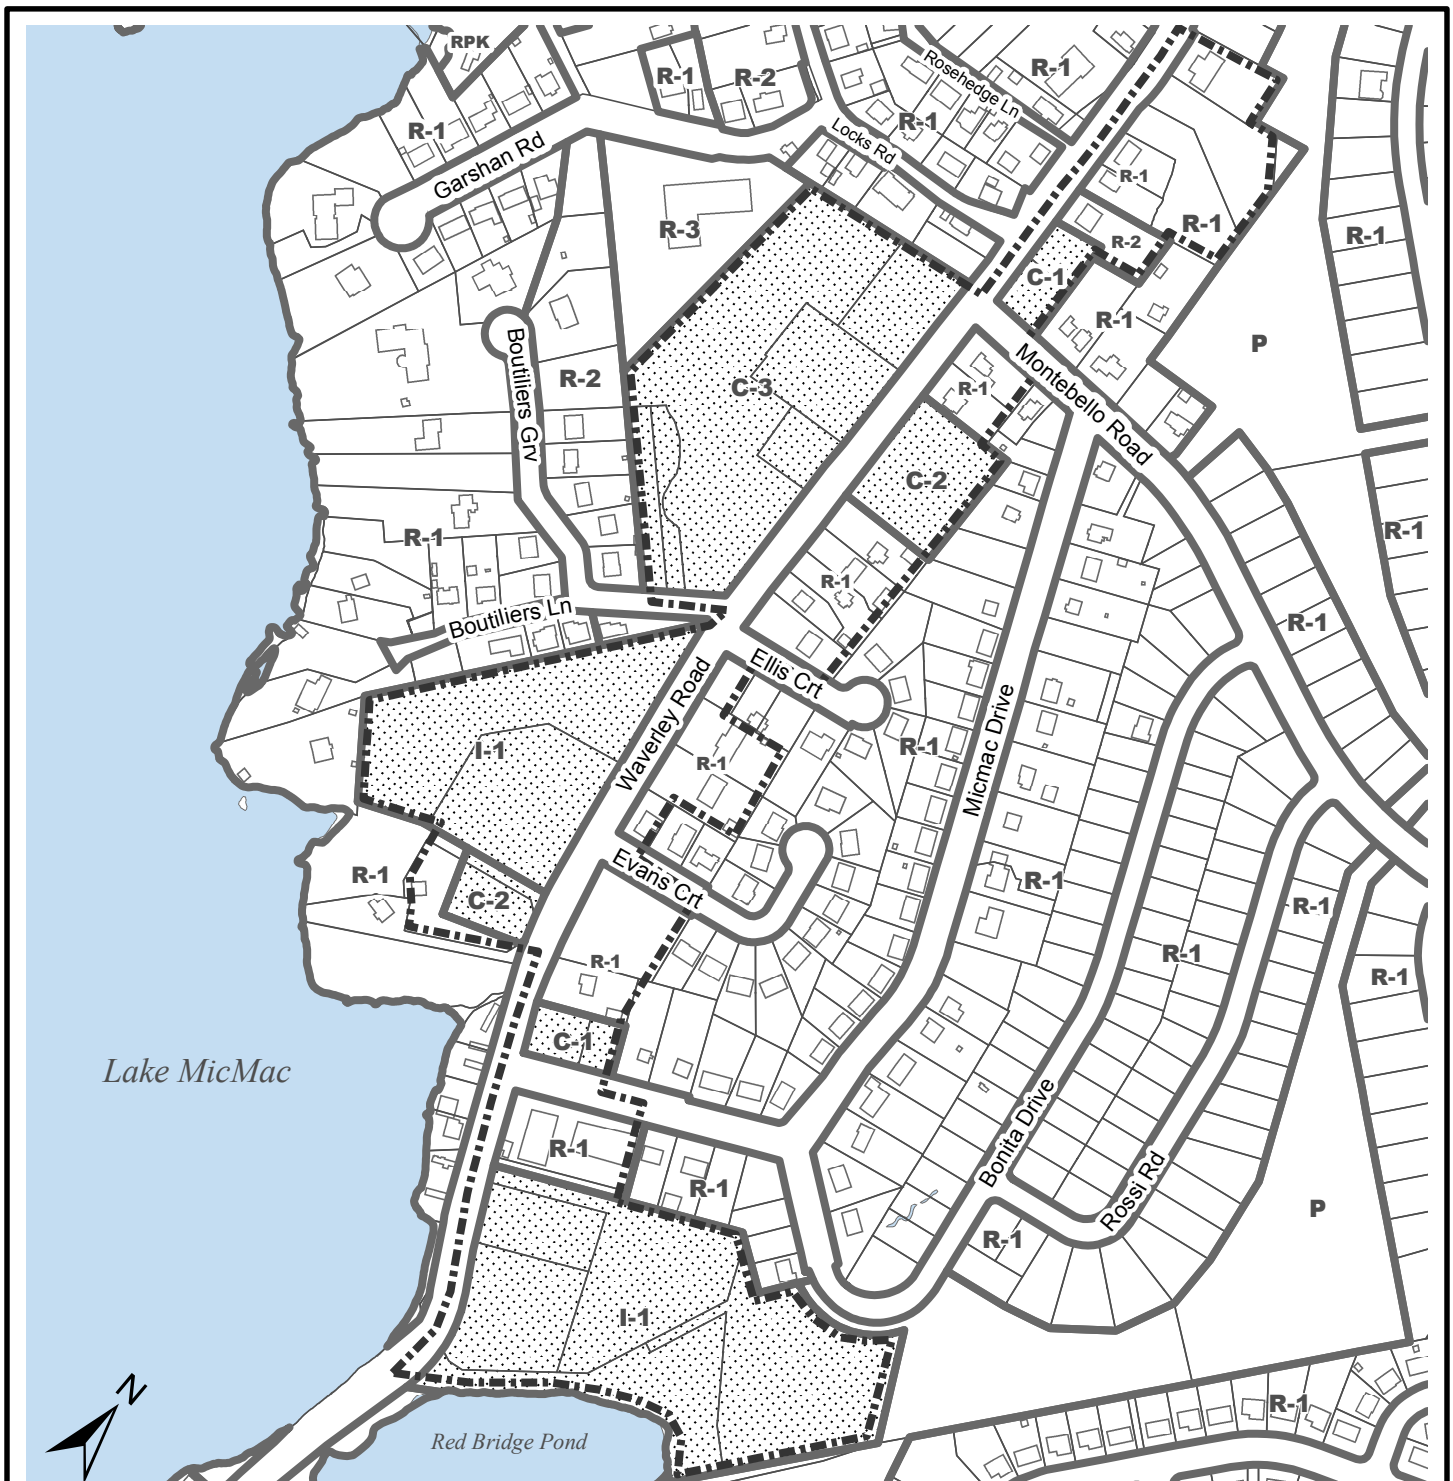 RPK
R-1
R-2
R-1
Rosehedge Ln
R-1
R-1
Locks Rd
Garshan Rd
R-1
R-3
R-1
R-2
R-1
R-1
C-1
R-1
P
Montebello Road
Boutiliers Grv
R-2
C-3
R-1
C-2
R-1
R-1
R-1
Boutiliers Ln
R-1
Ellis Crt
Waverley Road
I-1
R-1
R-1
Micmac Drive
R-1
C-2
Evans Crt
R-1
R-1
R-1
R-1
R-1
C-1
Lake MicMac
R-1
R-1
Bonita Drive
Rossi Rd
R-1
P
I-1
N
R-1
Red Bridge Pond